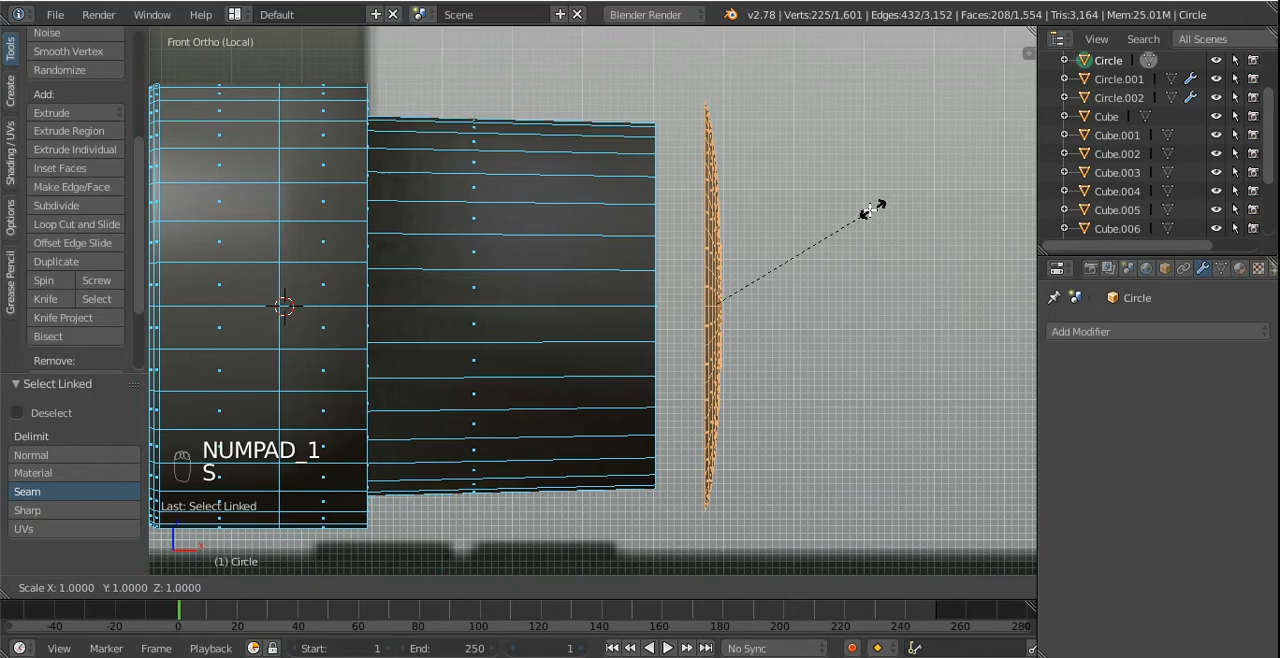 File Render Window Help Default Scene Blender Render v2.78 | Verts:225/1,601 | Edges:432/3,152 | Faces:208/1,554 | Tris:3,164 | Mem:25.01M | Circle
Tools
Create
Shading / UVs
Options
Grease Pencil
Noise
Smooth Vertex
Randomize
Add:
Extrude
Extrude Region
Extrude Individual
Inset Faces
Make Edge/Face
Subdivide
Loop Cut and Slide
Offset Edge Slide
Duplicate
Spin Screw
Knife Select
Knife Project
Bisect
Remove:
Select Linked
Deselect
Delimit
Normal
Material
Seam
Sharp
UVs
Front Ortho (Local)
NUMPAD_1
S
Last: Select Linked
x
(1) Circle
Scale X: 1.0000 Y: 1.0000 Z: 1.0000
View Search All Scenes
Circle
Circle.001
Circle.002
Cube
Cube.001
Cube.002
Cube.003
Cube.004
Cube.005
Cube.006
Circle
Add Modifier
-40 -20 0 20 40 60 80 100 120 140 160 180 200 220 240 260 280
View Marker Frame Playback Start: 1 End: 250 1 No Sync